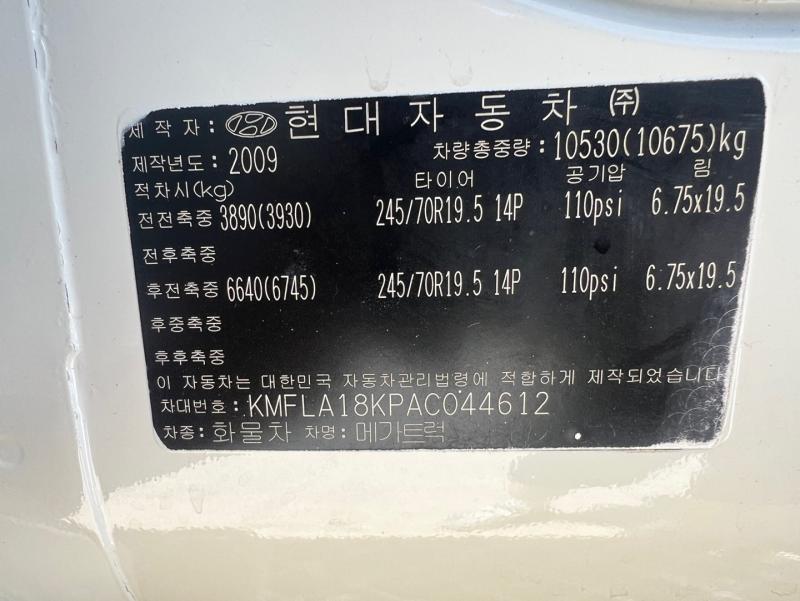 제 작 자 : 현 대 자 동 차 ㈜
제작년도 : 2009 차량총중량 : 10530(10675)kg
적차시(kg) 타이어 공기압 림
전전축중 3890(3930) 245/70R19.5 14P 110psi 6.75x19.5
전후축중
후전축중 6640(6745) 245/70R19.5 14P 110psi 6.75x19.5
후중축중
후후축중
이 자동차는 대한민국 자동차관리법령에 적합하게 제작되었습니다
차대번호 : KMFLA18KPAC044612
차종: 화물차 차명: 메가트럭